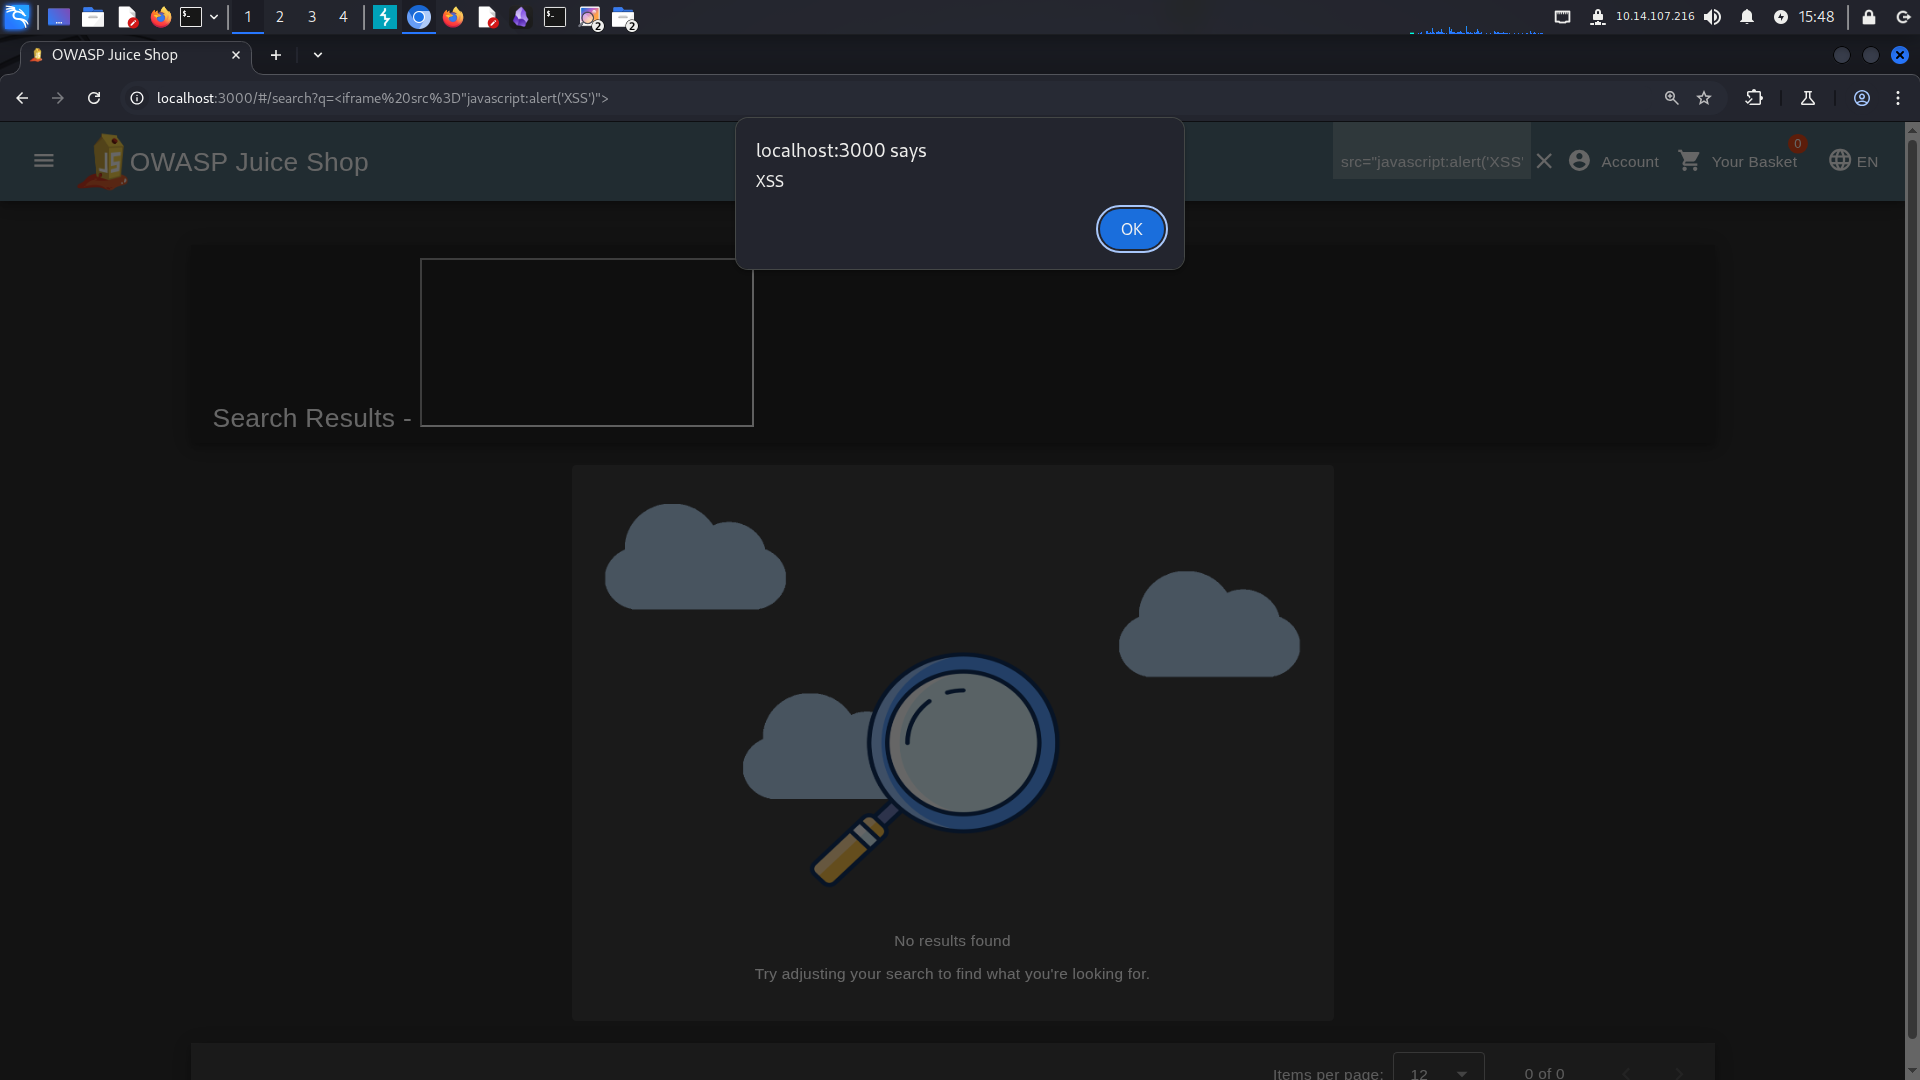 1 2 3 4 2 2 10.14.107.216 15:48
OWASP Juice Shop
localhost:3000/#/search?q=<iframe%20src%3D"javascript:alert('XSS')">
localhost:3000 says
XSS
OK
JS OWASP Juice Shop src="javascript:alert('XSS' Account Your Basket 0 EN
Search Results -
No results found
Try adjusting your search to find what you're looking for.
Items per page: 12 0 of 0